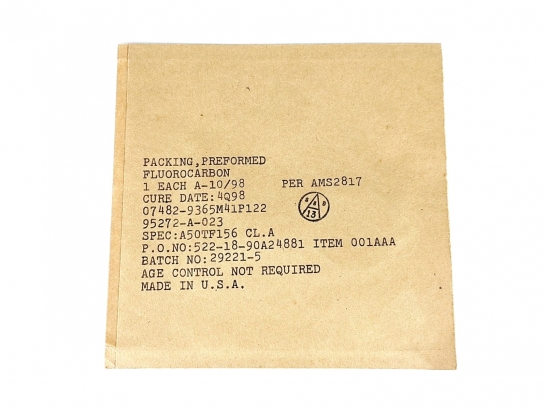 PACKING,PREFORMED
FLUOROCARBON
1 EACH A-10/98 PER AMS2817
CURE DATE:4Q98
07482-9365M41P122
95272-A-023
SPEC:A50TF156 CL.A
P.O.NO:522-18-90A24881 ITEM 001AAA
BATCH NO:29221-5
AGE CONTROL NOT REQUIRED
MADE IN U.S.A.
13